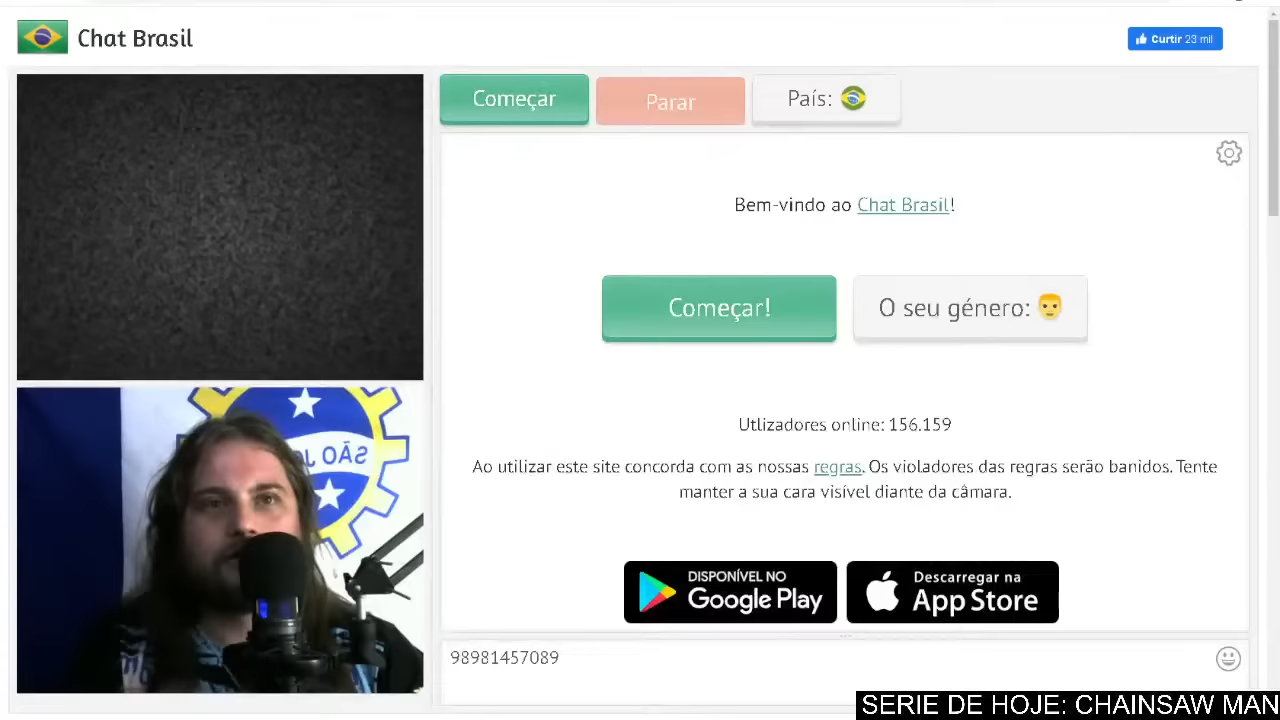 Chat Brasil
Curtir 23 mil
Começar
Parar
País:
Bem-vindo ao Chat Brasil!
Começar!
O seu género:
Utlizadores online: 156.159
Ao utilizar este site concorda com as nossas regras. Os violadores das regras serão banidos. Tente
manter a sua cara visível diante da câmara.
DISPONÍVEL NO
Google Play
Descarregar na
App Store
SÃO JO
98981457089
SERIE DE HOJE: CHAINSAW MAN